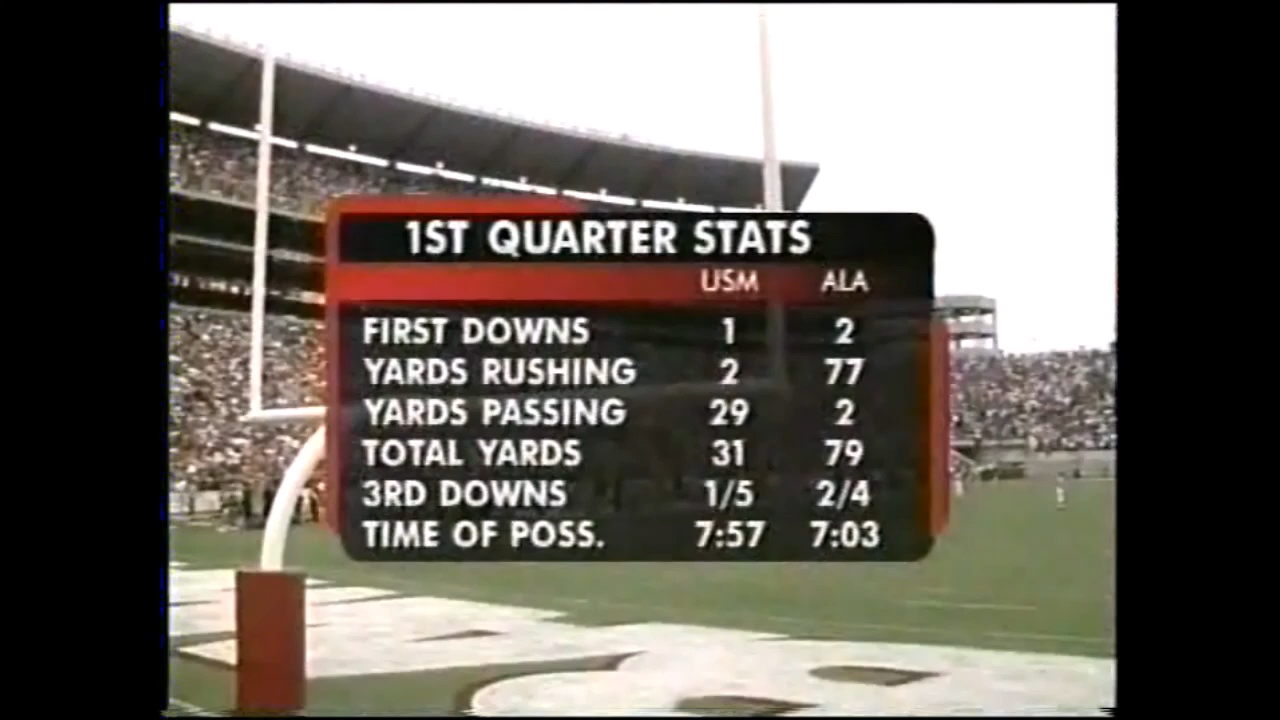 1ST QUARTER STATS
USM ALA
FIRST DOWNS 1 2
YARDS RUSHING 2 77
YARDS PASSING 29 2
TOTAL YARDS 31 79
3RD DOWNS 1/5 2/4
TIME OF POSS. 7:57 7:03